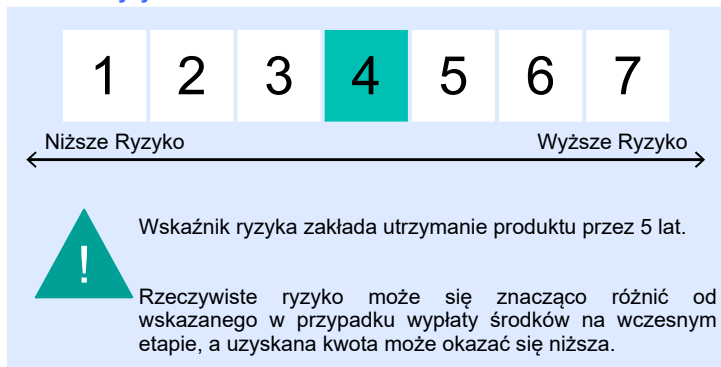 1 2 3 4 5 6 7
Niższe Ryzyko Wyższe Ryzyko
Wskaźnik ryzyka zakłada utrzymanie produktu przez 5 lat.
!
Rzeczywiste ryzyko może się znacząco różnić od
wskazanego w przypadku wypłaty środków na wczesnym
etapie, a uzyskana kwota może okazać się niższa.